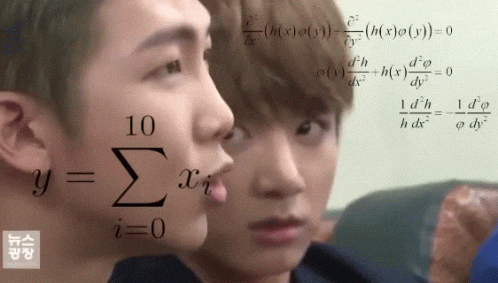 ∂²/∂x² (h(x)φ(y)) + ∂²/∂y² (h(x)φ(y)) = 0
φ(y) d²h/dx² + h(x) d²φ/dy² = 0
1/h d²h/dx² = − 1/φ d²φ/dy²
y = ∑_{i=0}^{10} x_i
뉴스
광장